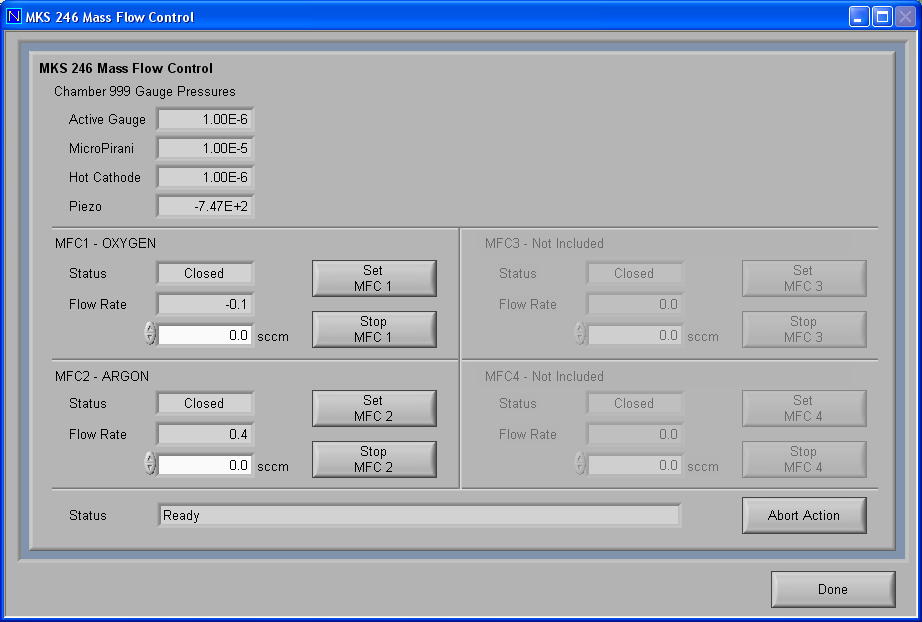 MKS 246 Mass Flow Control
MKS 246 Mass Flow Control
Chamber 999 Gauge Pressures
Active Gauge 1.00E-6
MicroPirani 1.00E-5
Hot Cathode 1.00E-6
Piezo -7.47E+2
MFC1 - OXYGEN
Status Closed
Flow Rate -0.1
0.0 sccm
Set
MFC 1
Stop
MFC 1
MFC3 - Not Included
Status Closed
Flow Rate 0.0
0.0 sccm
Set
MFC 3
Stop
MFC 3
MFC2 - ARGON
Status Closed
Flow Rate 0.4
0.0 sccm
Set
MFC 2
Stop
MFC 2
MFC4 - Not Included
Status Closed
Flow Rate 0.0
0.0 sccm
Set
MFC 4
Stop
MFC 4
Status Ready
Abort Action
Done